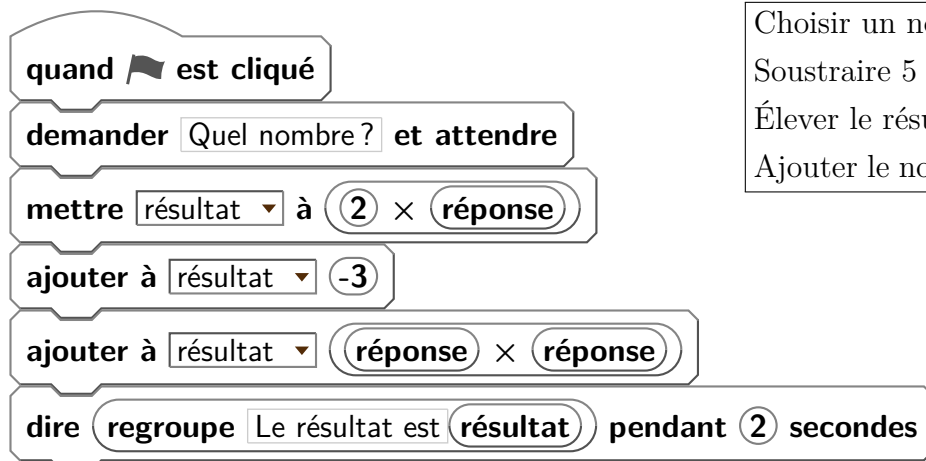 quand est cliqué
demander Quel nombre ? et attendre
mettre résultat à 2 × réponse
ajouter à résultat -3
ajouter à résultat réponse × réponse
dire regroupe Le résultat est résultat pendant 2 secondes
Choisir un
Soustraire 5
Élever le
Ajouter le